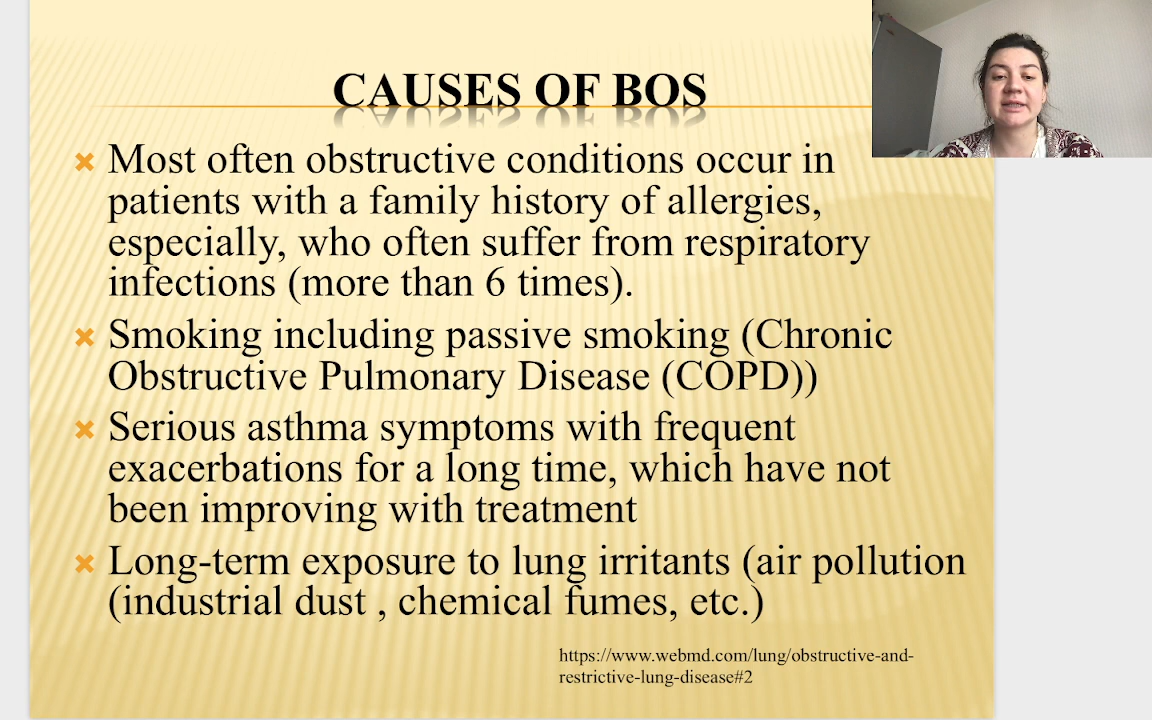 CAUSES OF BOS
Most often obstructive conditions occur in
patients with a family history of allergies,
especially, who often suffer from respiratory
infections (more than 6 times).
Smoking including passive smoking (Chronic
Obstructive Pulmonary Disease (COPD))
Serious asthma symptoms with frequent
exacerbations for a long time, which have not
been improving with treatment
Long-term exposure to lung irritants (air pollution
(industrial dust , chemical fumes, etc.)
https://www.webmd.com/lung/obstructive-and-
restrictive-lung-disease#2